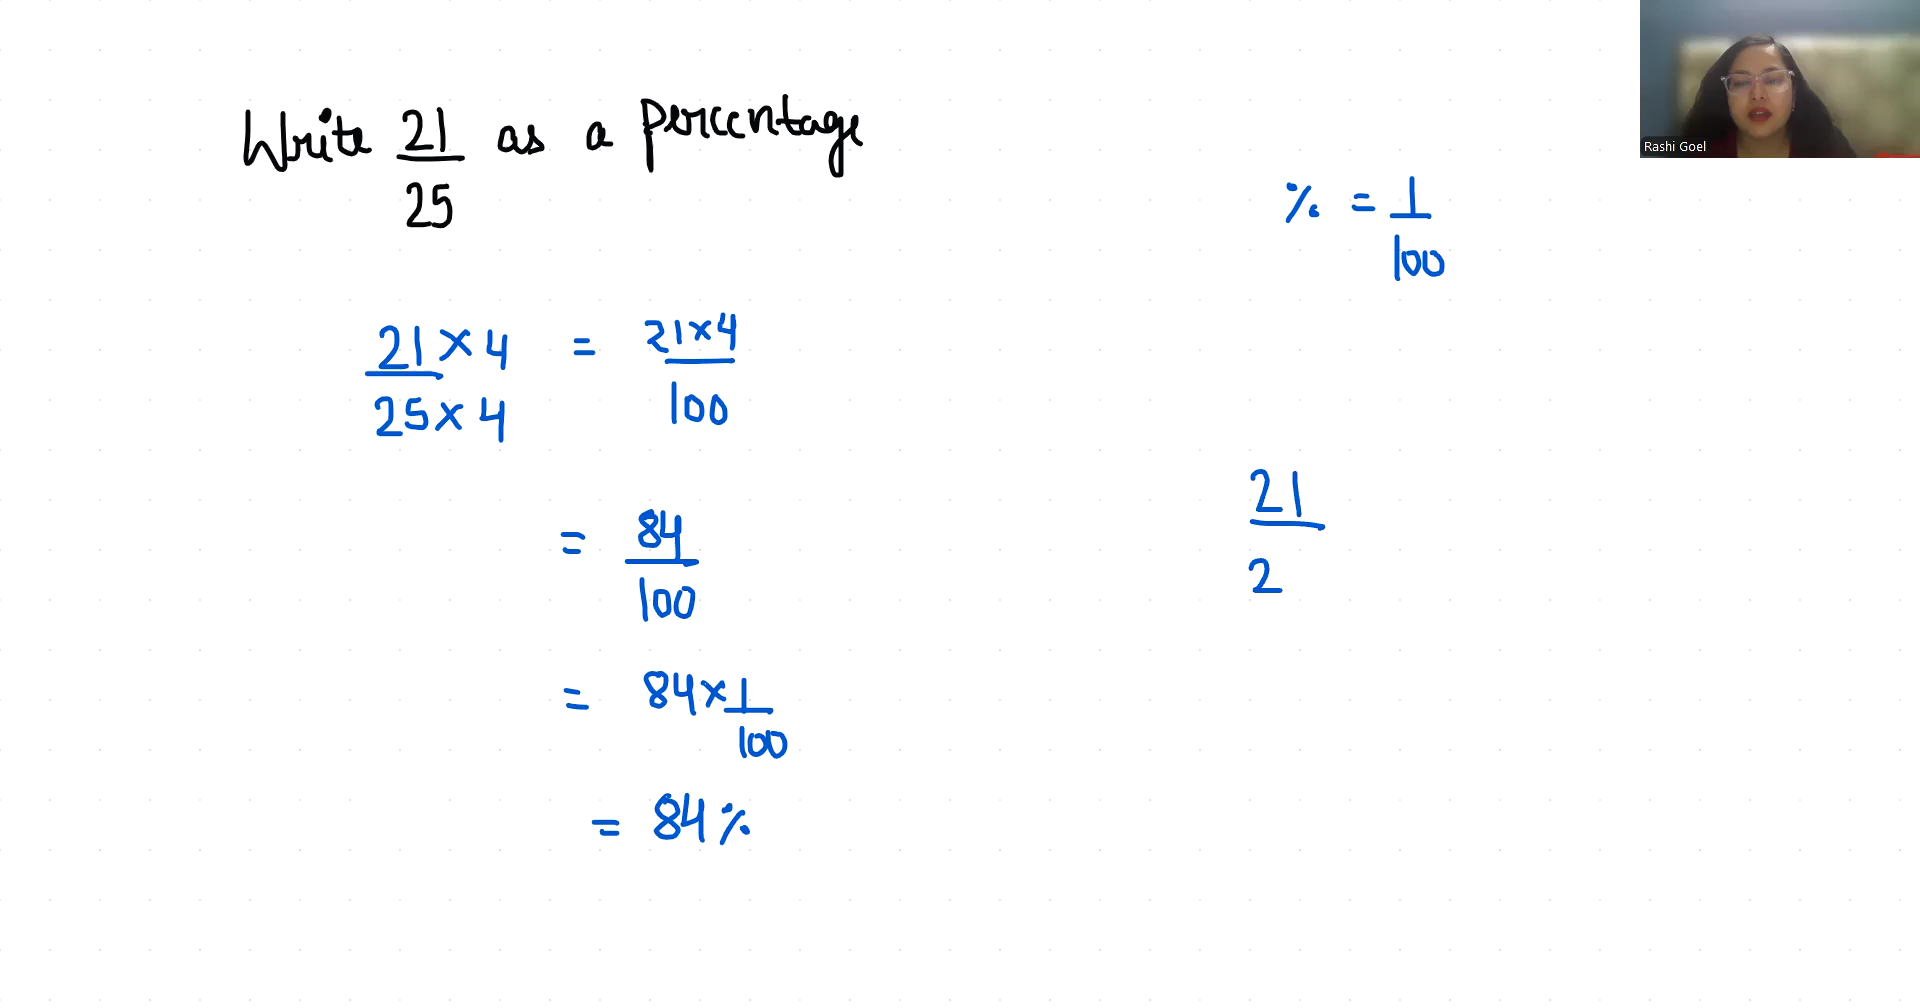 Write 21/25 as a percentage
% = 1/100
21×4/25×4 = 21×4/100
= 84/100
= 84×1/100
= 84%
21/2
Rashi Goel